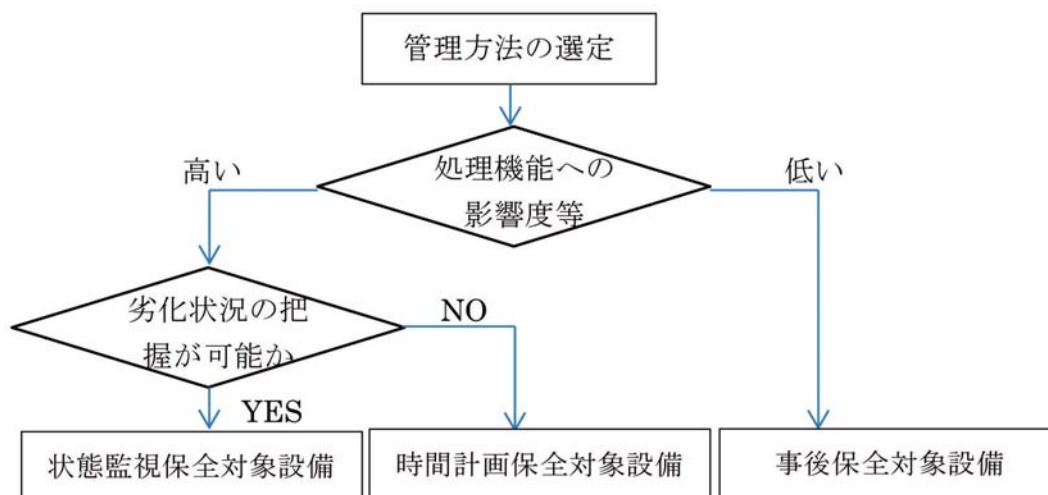 管理方法の選定
処理機能への
影響度等
高い
低い
劣化状況の把
握が可能か
NO
YES
状態監視保全対象設備
時間計画保全対象設備
事後保全対象設備